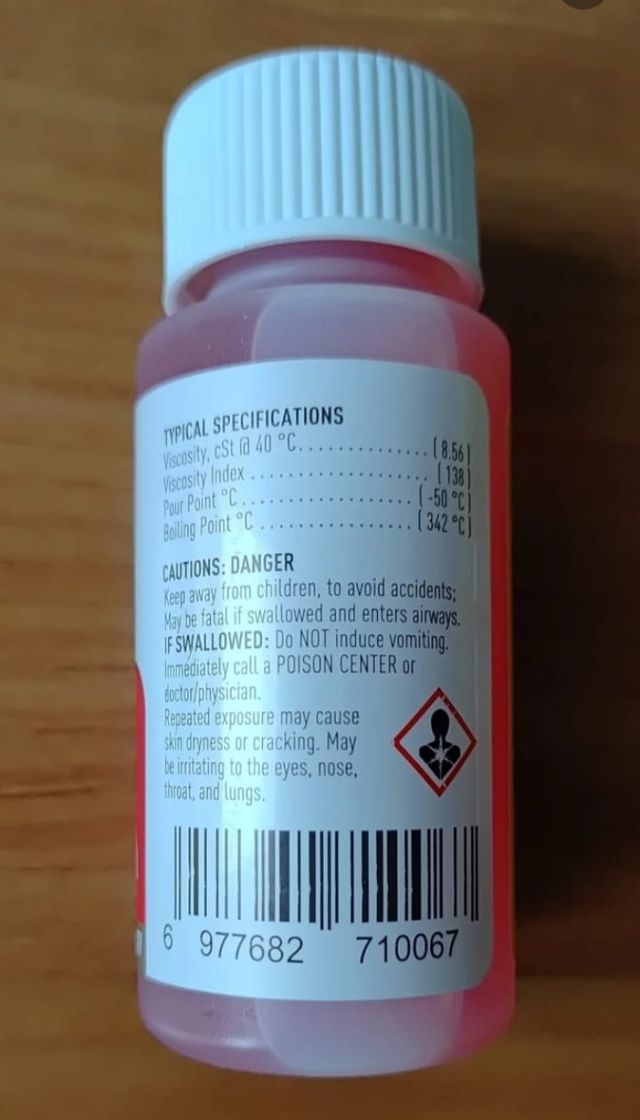 TYPICAL SPECIFICATIONS
Viscosity, cSt @ 40 °C.............. ( 8.56)
Viscosity Index ..................... (138)
Pour Point °C..................... ( -50 °C)
Boiling Point °C .................. ( 342 °C)
CAUTIONS: DANGER
Keep away from children, to avoid accidents;
May be fatal if swallowed and enters airways.
IF SWALLOWED: Do NOT induce vomiting.
Immediately call a POISON CENTER or
doctor/physician.
Repeated exposure may cause
skin dryness or cracking. May
be irritating to the eyes, nose,
throat, and lungs.
6 977682 710067